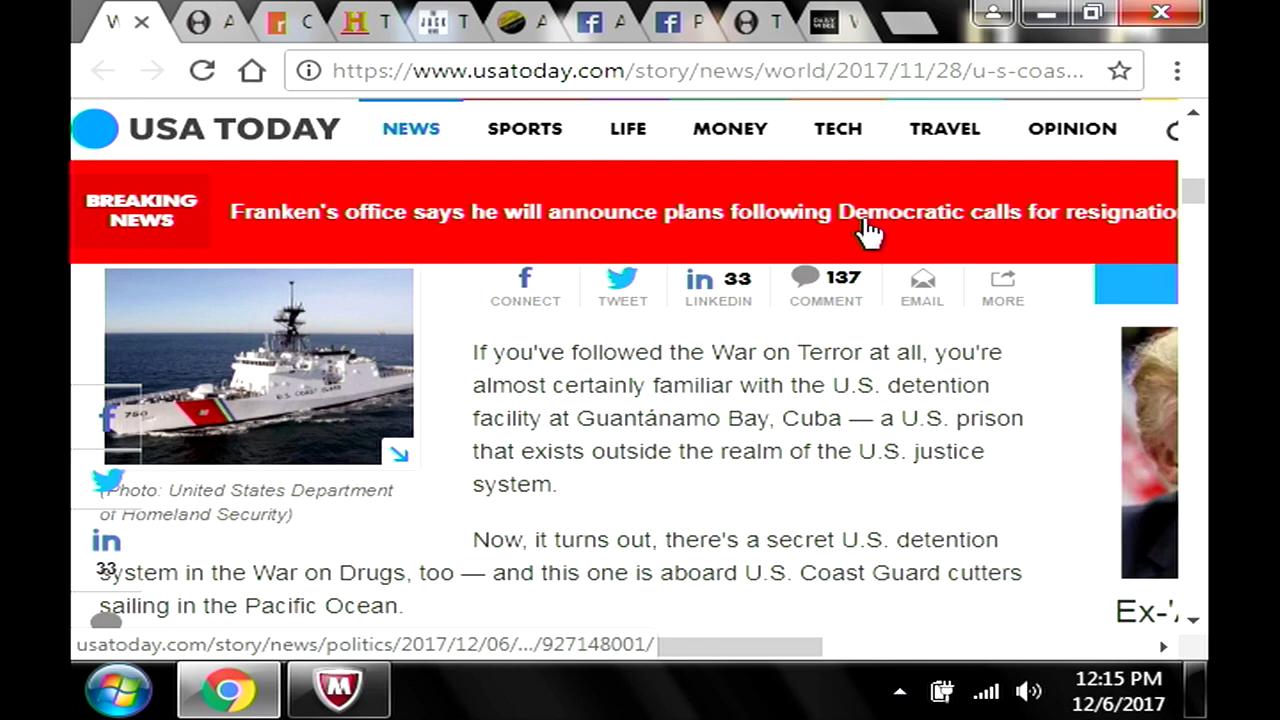 https://www.usatoday.com/story/news/world/2017/11/28/u-s-coas...
USA TODAY
NEWS SPORTS LIFE MONEY TECH TRAVEL OPINION
BREAKING
NEWS
Franken's office says he will announce plans following Democratic calls for resignatio
CONNECT
TWEET
33
LINKEDIN
137
COMMENT
EMAIL
MORE
750
U.S. COAST GUARD
(Photo: United States Department
of Homeland Security)
If you've followed the War on Terror at all, you're
almost certainly familiar with the U.S. detention
facility at Guantánamo Bay, Cuba — a U.S. prison
that exists outside the realm of the U.S. justice
system.
Now, it turns out, there's a secret U.S. detention
system in the War on Drugs, too — and this one is aboard U.S. Coast Guard cutters
sailing in the Pacific Ocean.
33
Ex-'
usatoday.com/story/news/politics/2017/12/06/.../927148001/
12:15 PM
12/6/2017